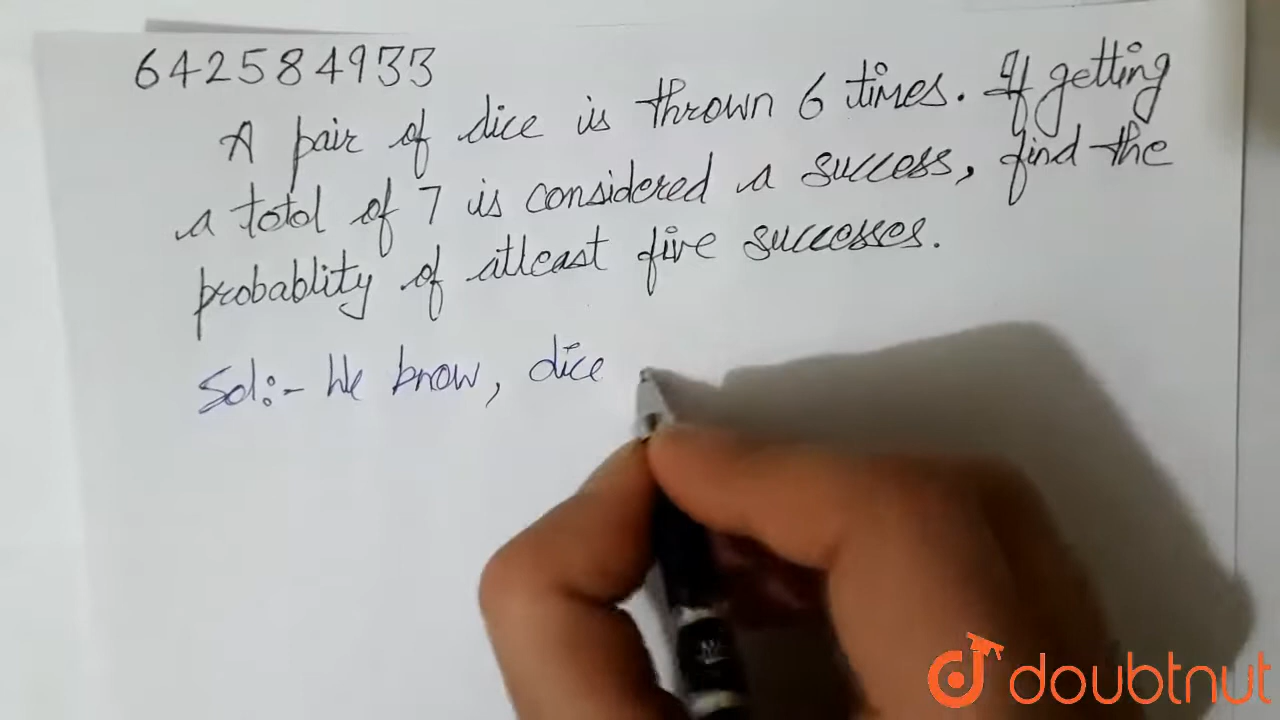 642584933
A pair of dice is thrown 6 times. If getting
a total of 7 is considered a success, find the
probablity of atleast five successes.
Sol:- We know, dice
doubtnut